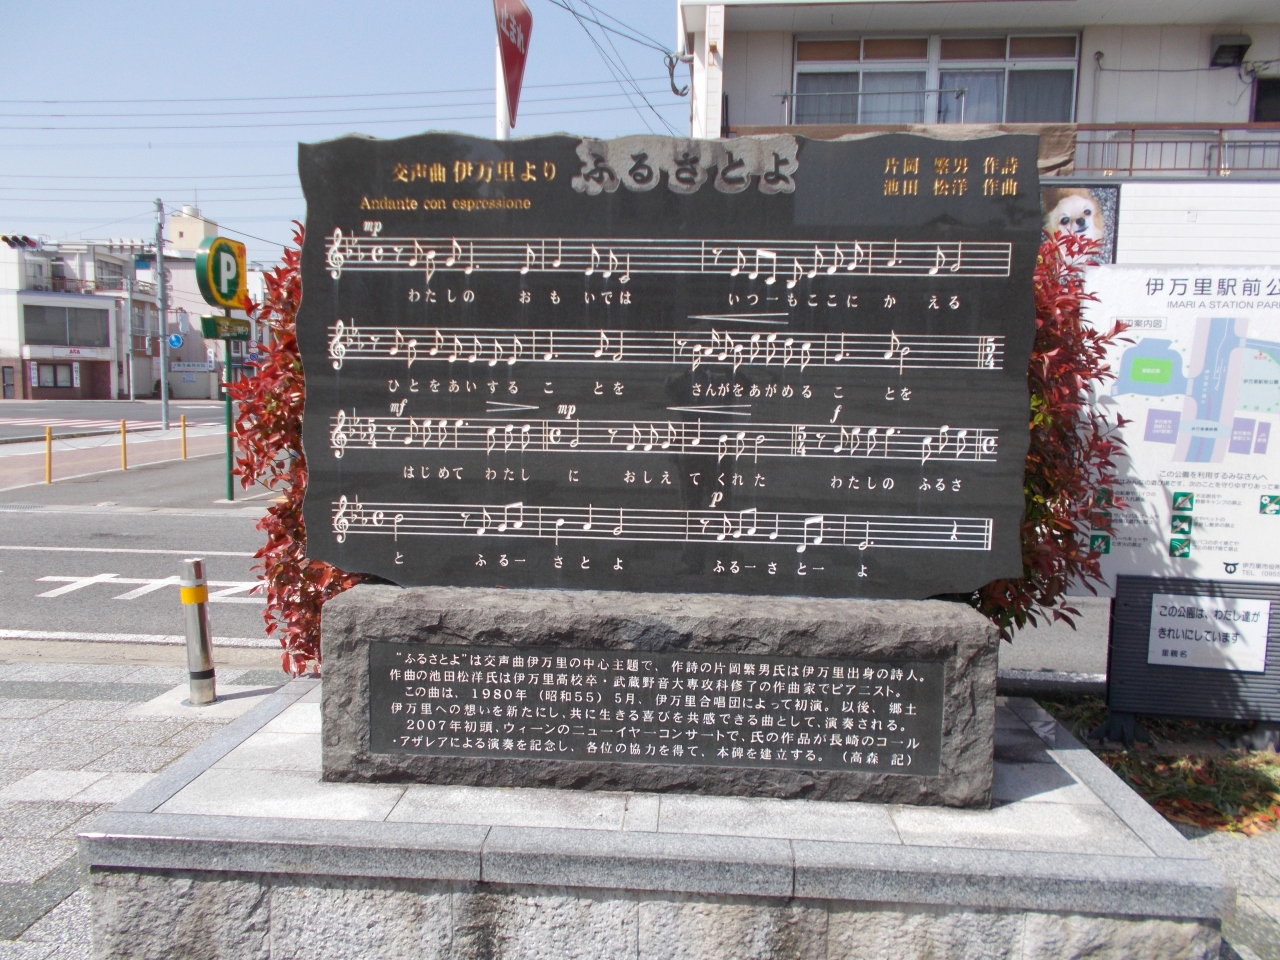 交声曲 伊万里より
ふるさとよ
片岡 繁男 作詩
池田 松洋 作曲
Andante con espressione
mp
わたしの おもいでは いつーもここに かえる
ひとをあいする ことを さんがをあがめる ことを
mf mp f
はじめて わたし に おしえてくれた わたしの ふるさ
p
と ふるーさとよ ふるーさとーよ
"ふるさとよ"は交声曲伊万里の中心主題で、作詩の片岡繁男氏は伊万里出身の詩人。
作曲の池田松洋氏は伊万里高校卒・武蔵野音大専攻科修了の作曲家でピアニスト。
この曲は、1980年（昭和55）5月、伊万里合唱団によって初演。以後、郷土
伊万里への想いを新たにし、共に生きる喜びを共感できる曲として、演奏される。
2007年初頭、ウィーンのニューイヤーコンサートで、氏の作品が長崎のコール
・アザレアによる演奏を記念し、各位の協力を得て、本碑を建立する。（高森 記）
P
伊万里駅前公
IMARI A STATION PAR
周辺案内図
この公園を利用するみなさんへ
この公園は、わたし達が
きれいにしています
里親名